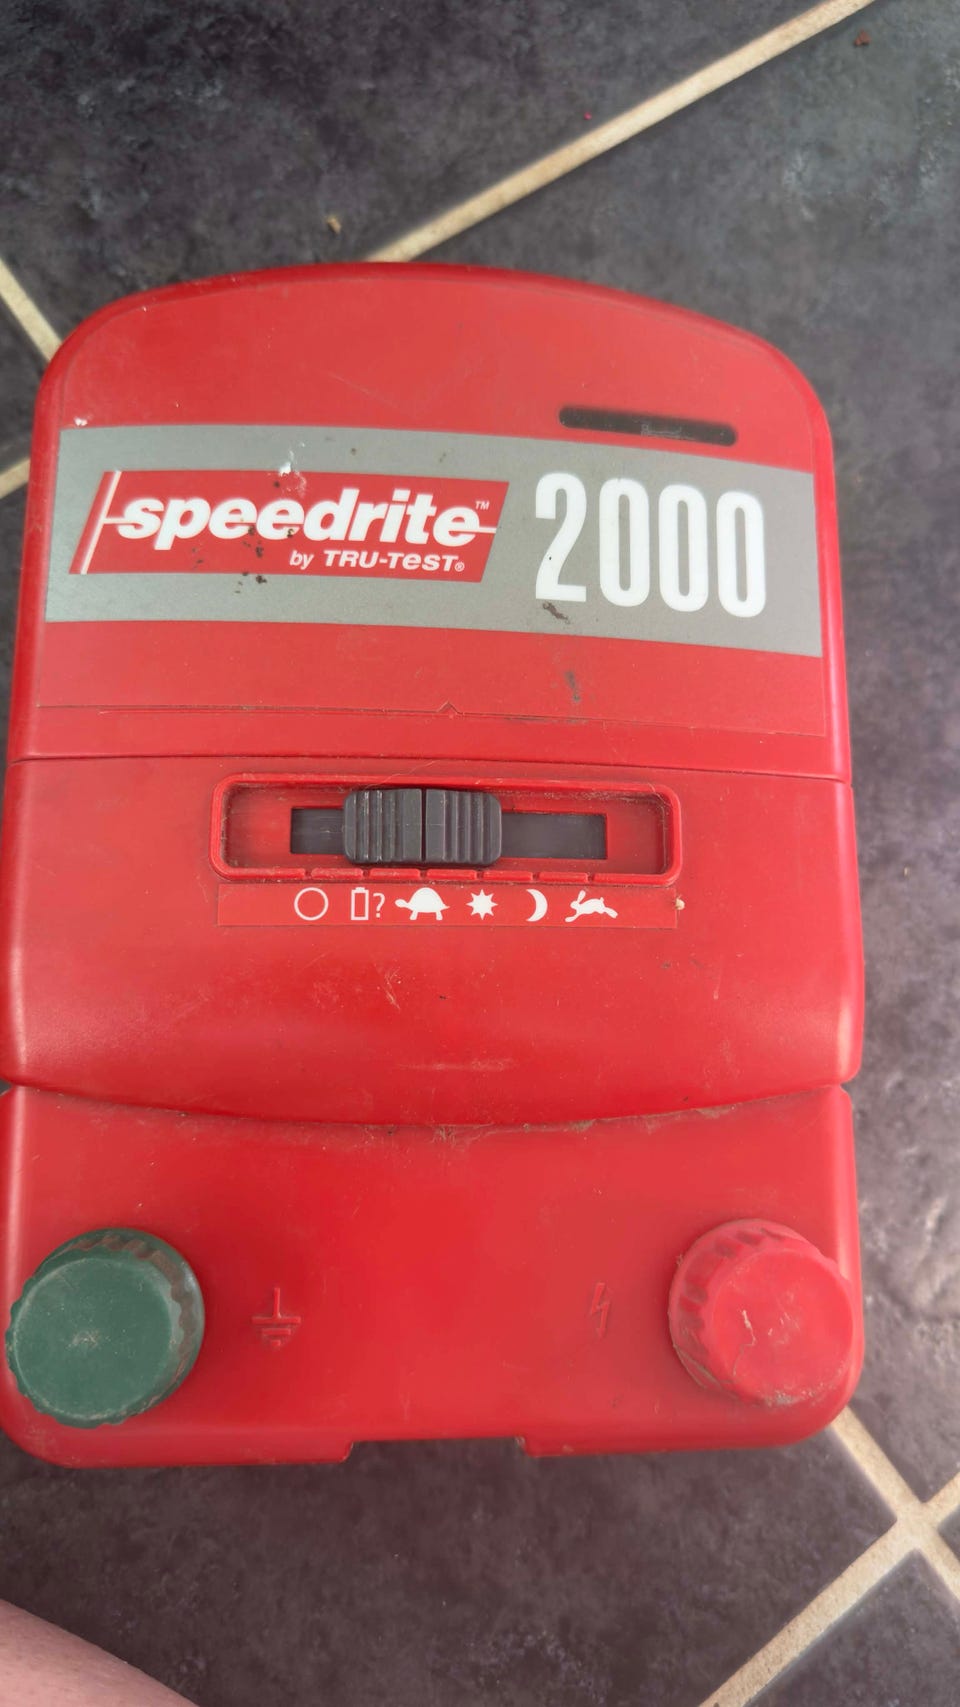 speedrite™
by TRU-TEST®
2000
?